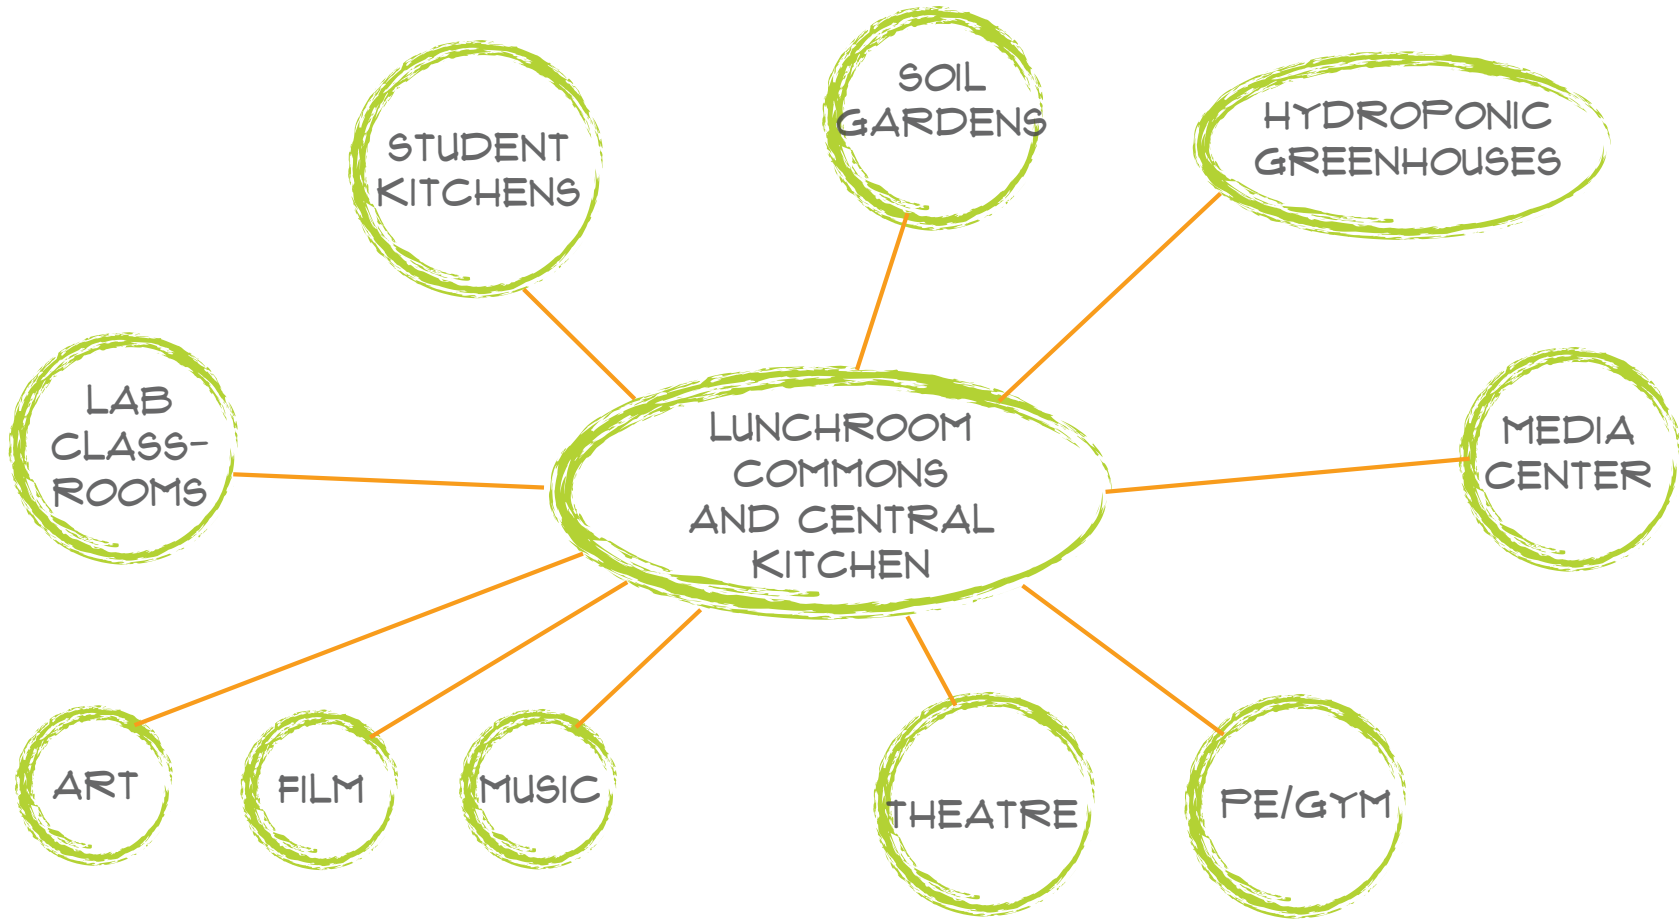 STUDENT
KITCHENS
SOIL
GARDENS
HYDROPONIC
GREENHOUSES
LAB
CLASS-
ROOMS
LUNCHROOM
COMMONS
AND CENTRAL
KITCHEN
MEDIA
CENTER
ART
FILM
MUSIC
THEATRE
PE/GYM